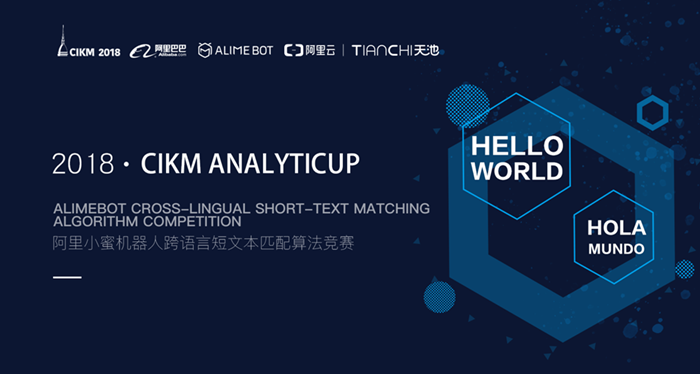 CIKM 2018 阿里巴巴 Alibaba.com ALIME BOT 阿里云 TIANCHI天池
2018 · CIKM ANALYTICUP
ALIMEBOT CROSS-LINGUAL SHORT-TEXT MATCHING
ALGORITHM COMPETITION
阿里小蜜机器人跨语言短文本匹配算法竞赛
HELLO
WORLD
HOLA
MUNDO